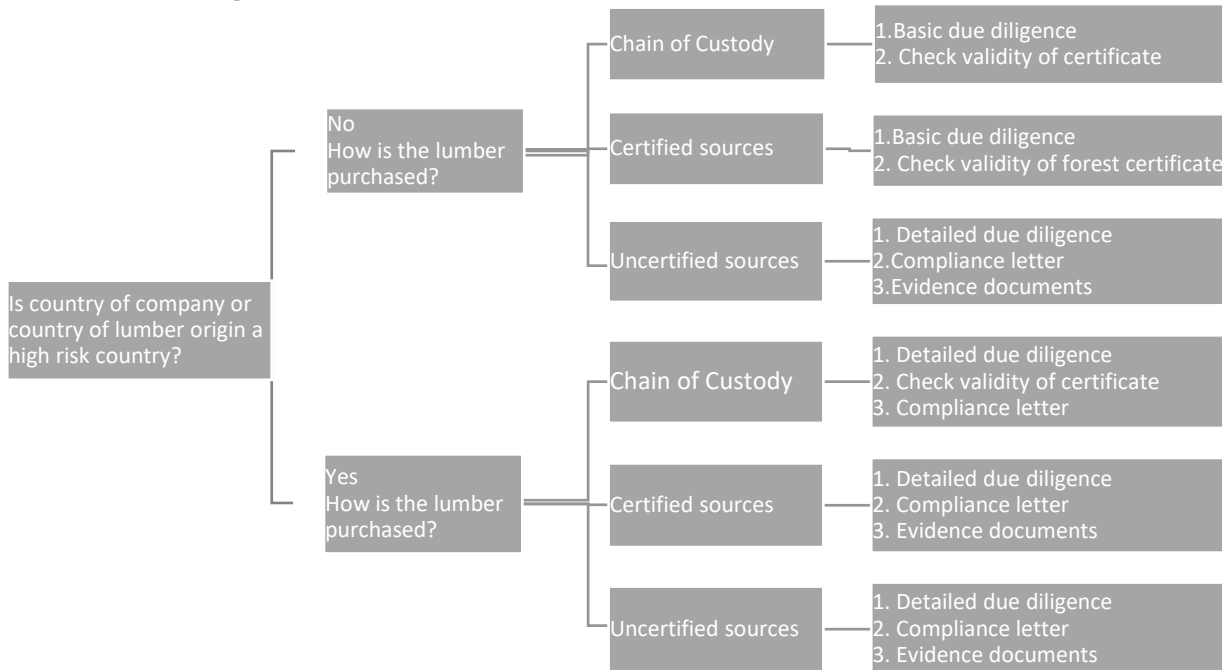 Is country of company or
country of lumber origin a
high risk country?
No
How is the lumber
purchased?
Chain of Custody
1.Basic due diligence
2. Check validity of certificate
Certified sources
1.Basic due diligence
2. Check validity of forest certificate
Uncertified sources
1. Detailed due diligence
2.Compliance letter
3.Evidence documents
Yes
How is the lumber
purchased?
Chain of Custody
1. Detailed due diligence
2. Check validity of certificate
3. Compliance letter
Certified sources
1. Detailed due diligence
2. Compliance letter
3. Evidence documents
Uncertified sources
1. Detailed due diligence
2. Compliance letter
3. Evidence documents